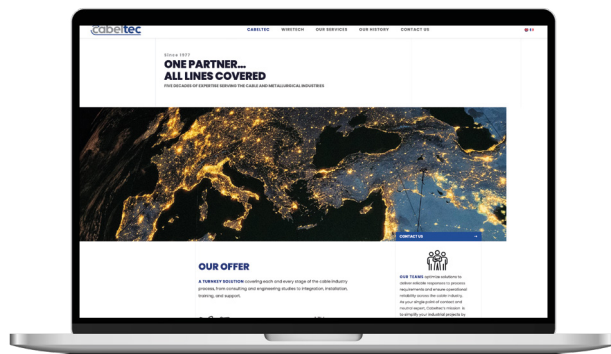 cabeltec
CABELTEC WIRETECH OUR SERVICES OUR HISTORY CONTACT US
Since 1971
ONE PARTNER...
ALL LINES COVERED
FIVE DECADES OF EXPERTISE SERVING THE CABLE AND METALLURGICAL INDUSTRIES
CONTACT US →
OUR OFFER
A TURNKEY SOLUTION covering each and every stage of the cable industry
process, from consulting and engineering studies to integration, installation,
training, and support.
OUR TEAMS optimize solutions to
deliver reliable responses to process
requirements and ensure operational
reliability across the cable industry.
As your single point of contact and
neutral expert, Cabeltec's mission is
to simplify your industrial projects by